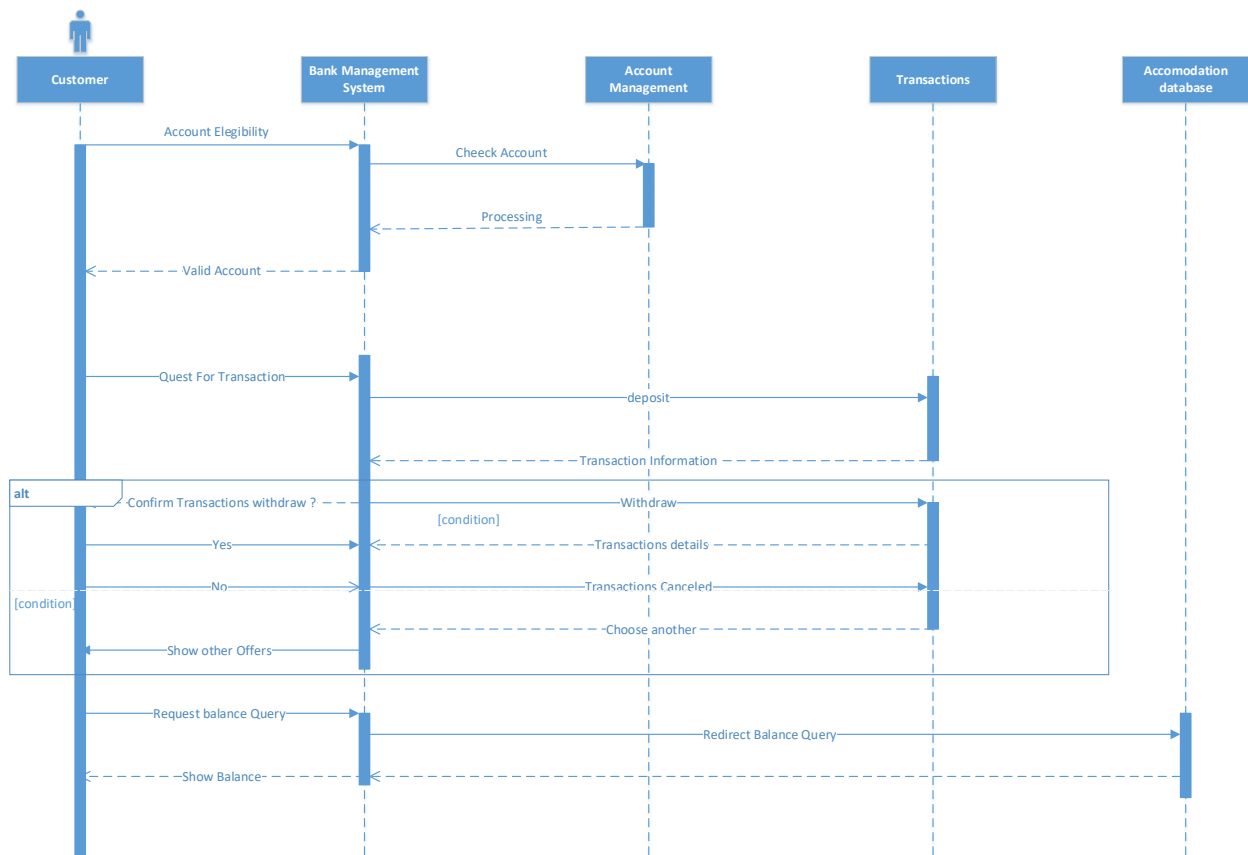 Customer
Bank Management
System
Account
Management
Transactions
Accomodation
database
Account Elegibility
Cheeck Account
Processing
Valid Account
Quest For Transaction
deposit
Transaction Information
alt
Confirm Transactions withdraw ?
Withdraw
[condition]
Yes
Transactions details
No
Transactions Canceled
[condition]
Choose another
Show other Offers
Request balance Query
Redirect Balance Query
Show Balance